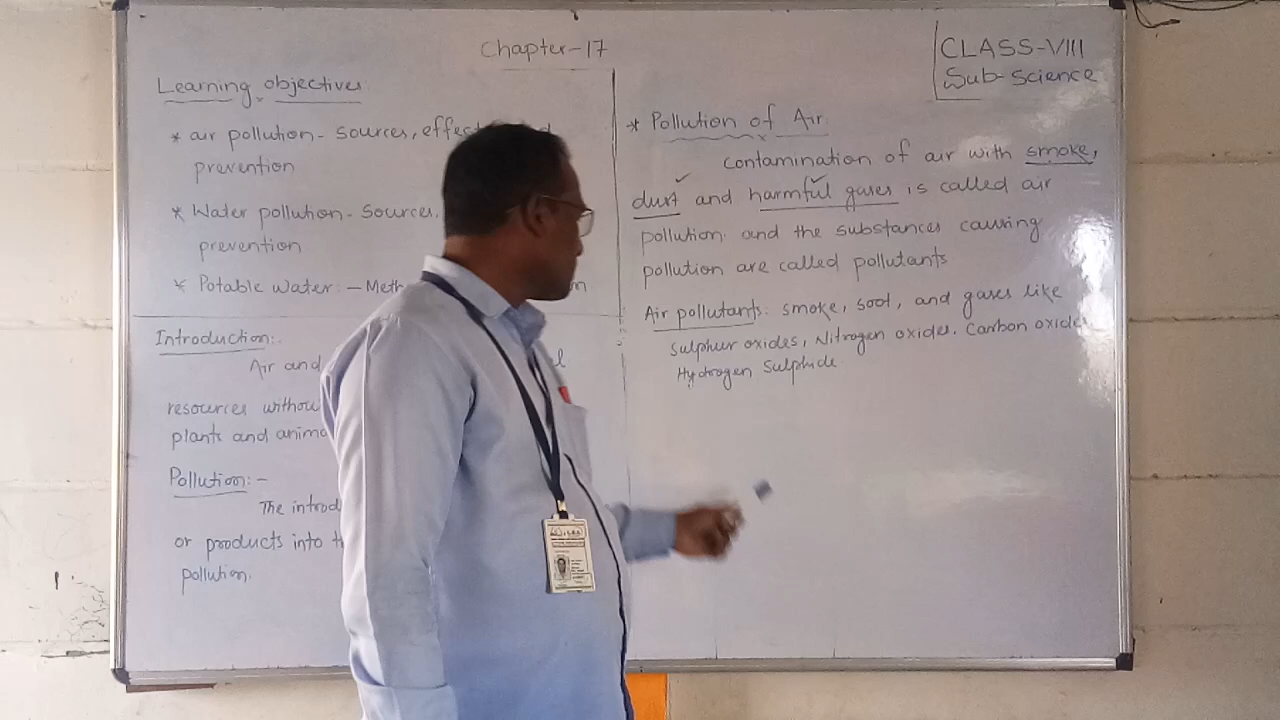 Chapter-17
CLASS-VIII
Sub-Science
Learning objectives
* air pollution - sources, effect
prevention
* Water pollution - Sources,
prevention
* Potable water: - Meth
Introduction:-
Air and
resources withou
plants and anima
Pollution:-
The introd
or products into t
pollution.
* Pollution of Air
Contamination of air with smoke,
dust and harmful gases is called air
pollution. and the substances causing
pollution are called pollutants
Air pollutants: smoke, soot, and gases like
Sulphur oxides, Nitrogen oxides. Carbon oxide
Hydrogen Sulphide.